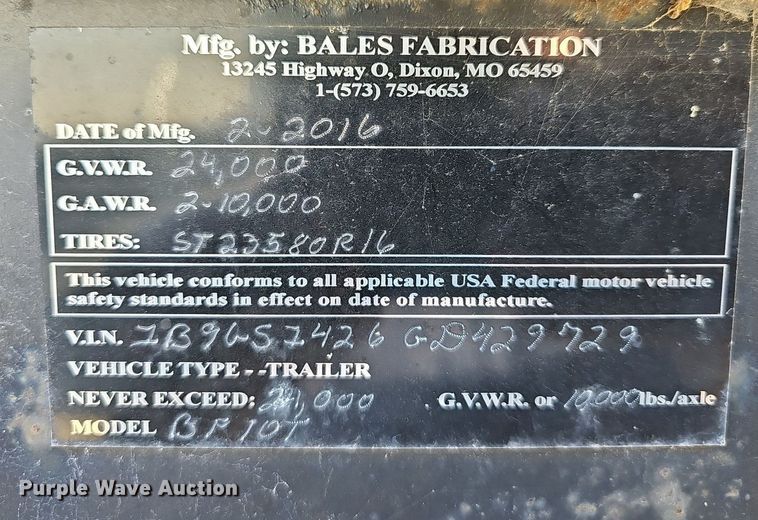 Mfg. by: BALES FABRICATION
13245 Highway O, Dixon, MO 65459
1-(573) 759-6653
DATE of Mfg. 2-2016
G.V.W.R. 24,000
G.A.W.R. 2-10,000
TIRES: ST23580R16
This vehicle conforms to all applicable USA Federal motor vehicle
safety standards in effect on date of manufacture.
V.I.N. 1B9GS7426 GD429729
VEHICLE TYPE - -TRAILER
NEVER EXCEED: 24,000 G.V.W.R. or 10,000 lbs./axle
MODEL BP10T
Purple Wave Auction